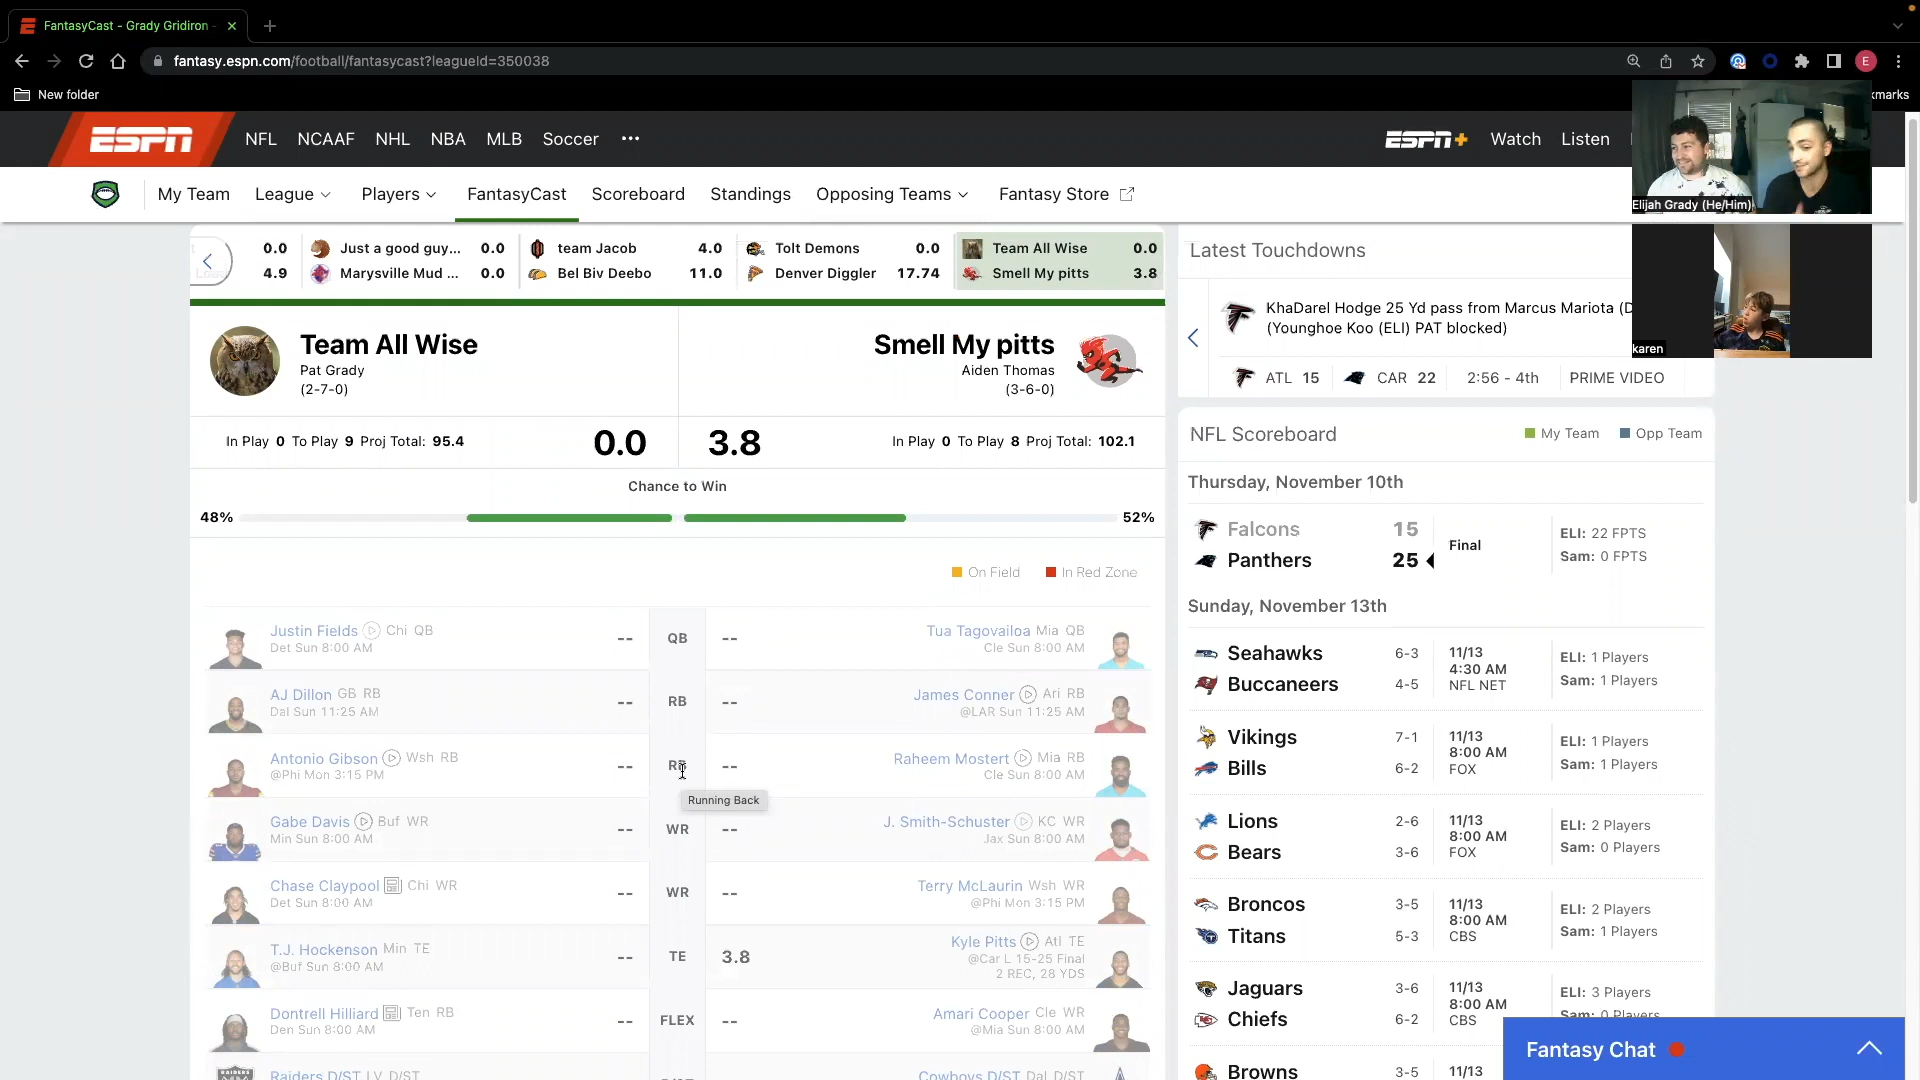 FantasyCast - Grady Gridiron -
fantasy.espn.com/football/fantasycast?leagueId=350038
E
New folder
kmarks
ESPN NFL NCAAF NHL NBA MLB Soccer ESPN+ Watch Listen
My Team League Players FantasyCast Scoreboard Standings Opposing Teams Fantasy Store
Elijah Grady (He/Him)
karen
0.0
4.9
Just a good guy... 0.0
Marysville Mud ... 0.0
team Jacob 4.0
Bel Biv Deebo 11.0
Tolt Demons 0.0
Denver Diggler 17.74
Team All Wise 0.0
Smell My pitts 3.8
Team All Wise
Pat Grady
(2-7-0)
Smell My pitts
Aiden Thomas
(3-6-0)
In Play 0 To Play 9 Proj Total: 95.4
0.0
3.8
In Play 0 To Play 8 Proj Total: 102.1
Chance to Win
48%
52%
On Field In Red Zone
Justin Fields Chi QB
Det Sun 8:00 AM
-- QB --
Tua Tagovailoa Mia QB
Cle Sun 8:00 AM
AJ Dillon GB RB
Dal Sun 11:25 AM
-- RB --
James Conner Ari RB
@LAR Sun 11:25 AM
Antonio Gibson Wsh RB
@Phi Mon 3:15 PM
-- RB --
Raheem Mostert Mia RB
Cle Sun 8:00 AM
Running Back
Gabe Davis Buf WR
Min Sun 8:00 AM
-- WR --
J. Smith-Schuster KC WR
Jax Sun 8:00 AM
Chase Claypool Chi WR
Det Sun 8:00 AM
-- WR --
Terry McLaurin Wsh WR
@Phi Mon 3:15 PM
T.J. Hockenson Min TE
@Buf Sun 8:00 AM
-- TE 3.8
Kyle Pitts Atl TE
@Car L 15-25 Final
2 REC, 28 YDS
Dontrell Hilliard Ten RB
Den Sun 8:00 AM
-- FLEX --
Amari Cooper Cle WR
@Mia Sun 8:00 AM
RAIDERS
Raiders D/ST LV D/ST
Cowboys D/ST Dal D/ST
Latest Touchdowns
KhaDarel Hodge 25 Yd pass from Marcus Mariota (D
(Younghoe Koo (ELI) PAT blocked)
ATL 15 CAR 22 2:56 - 4th PRIME VIDEO
NFL Scoreboard My Team Opp Team
Thursday, November 10th
Falcons 15
Panthers 25
Final
ELI: 22 FPTS
Sam: 0 FPTS
Sunday, November 13th
Seahawks 6-3
Buccaneers 4-5
11/13
4:30 AM
NFL NET
ELI: 1 Players
Sam: 1 Players
Vikings 7-1
Bills 6-2
11/13
8:00 AM
FOX
ELI: 1 Players
Sam: 1 Players
Lions 2-6
Bears 3-6
11/13
8:00 AM
FOX
ELI: 2 Players
Sam: 0 Players
Broncos 3-5
Titans 5-3
11/13
8:00 AM
CBS
ELI: 2 Players
Sam: 1 Players
Jaguars 3-6
Chiefs 6-2
11/13
8:00 AM
CBS
ELI: 3 Players
Sam: 0 Players
Browns 3-5 11/13
Fantasy Chat